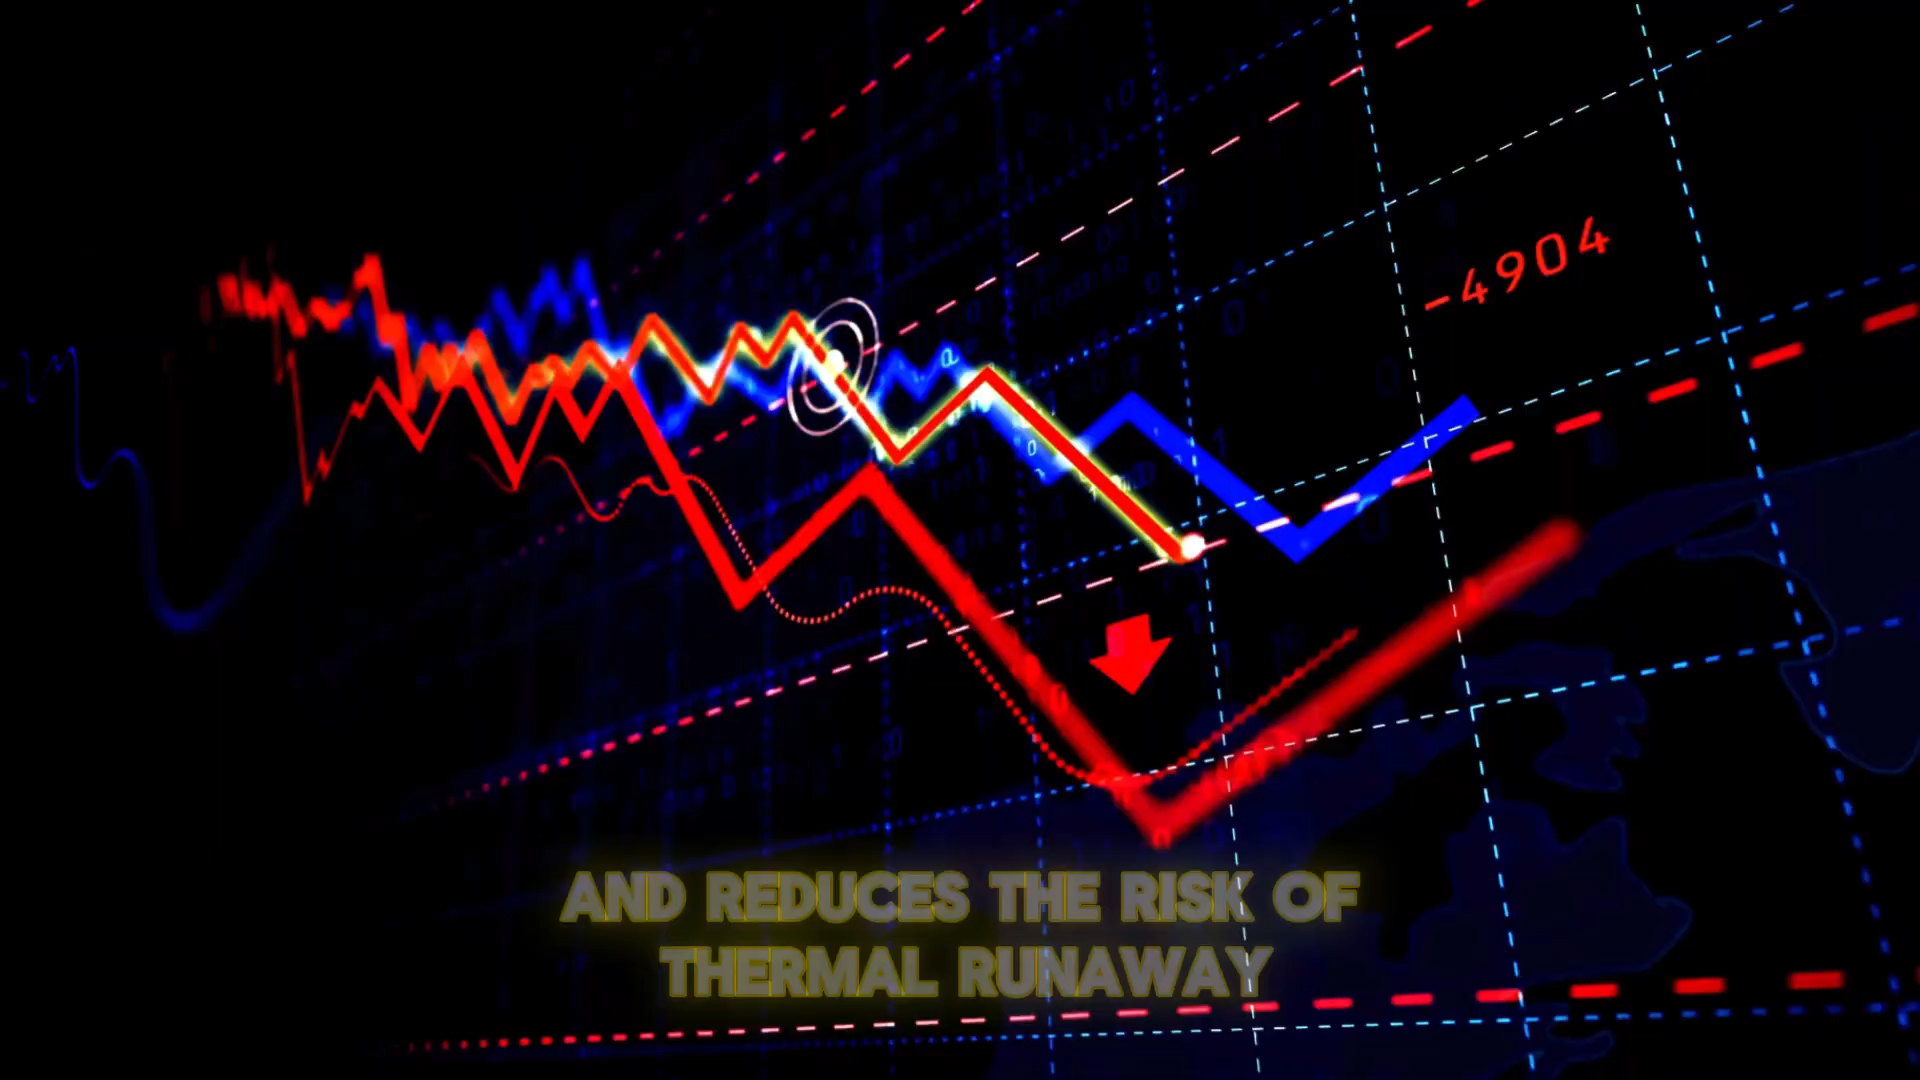 -4904
AND REDUCES THE RISK OF
THERMAL RUNAWAY